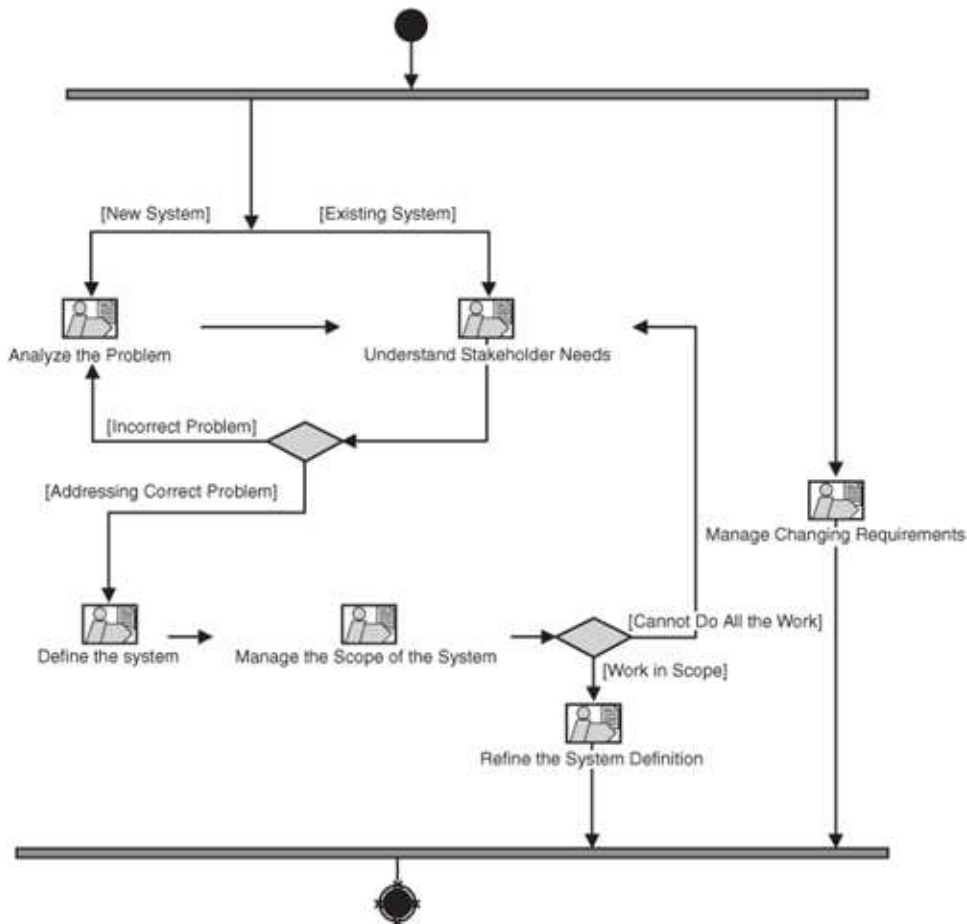 [New System]
[Existing System]
Analyze the Problem
Understand Stakeholder Needs
[Incorrect Problem]
[Addressing Correct Problem]
Manage Changing Requirements
Define the system
Manage the Scope of the System
[Cannot Do All the Work]
[Work in Scope]
Refine the System Definition